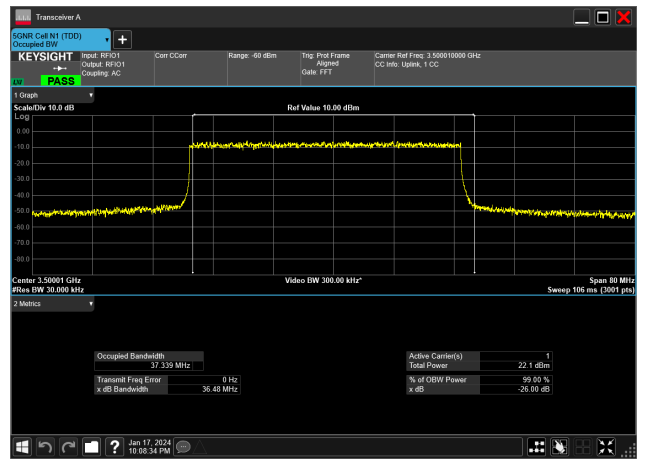 Transceiver A
5GNR Cell N1 (TDD)
Occupied BW
KEYSIGHT
PASS
Input: RFIO1
Output: RFIO1
Coupling: AC
Corr CCorr
Range: -60 dBm
Trig: Prot Frame
Aligned
Gate: FFT
Carrier Ref Freq: 3.500010000 GHz
CC Info: Uplink, 1 CC
1 Graph
Scale/Div 10.0 dB
Ref Value 10.00 dBm
Log
0.00
-10.0
-20.0
-30.0
-40.0
-50.0
-60.0
-70.0
-80.0
Center 3.50001 GHz
Video BW 300.00 kHz*
Span 80 MHz
#Res BW 30.000 kHz
Sweep 106 ms (3001 pts)
2 Metrics
Occupied Bandwidth
37.339 MHz
Active Carrier(s) 1
Total Power 22.1 dBm
Transmit Freq Error 0 Hz
x dB Bandwidth 36.48 MHz
% of OBW Power 99.00 %
x dB -26.00 dB
Jan 17, 2024
10:08:34 PM